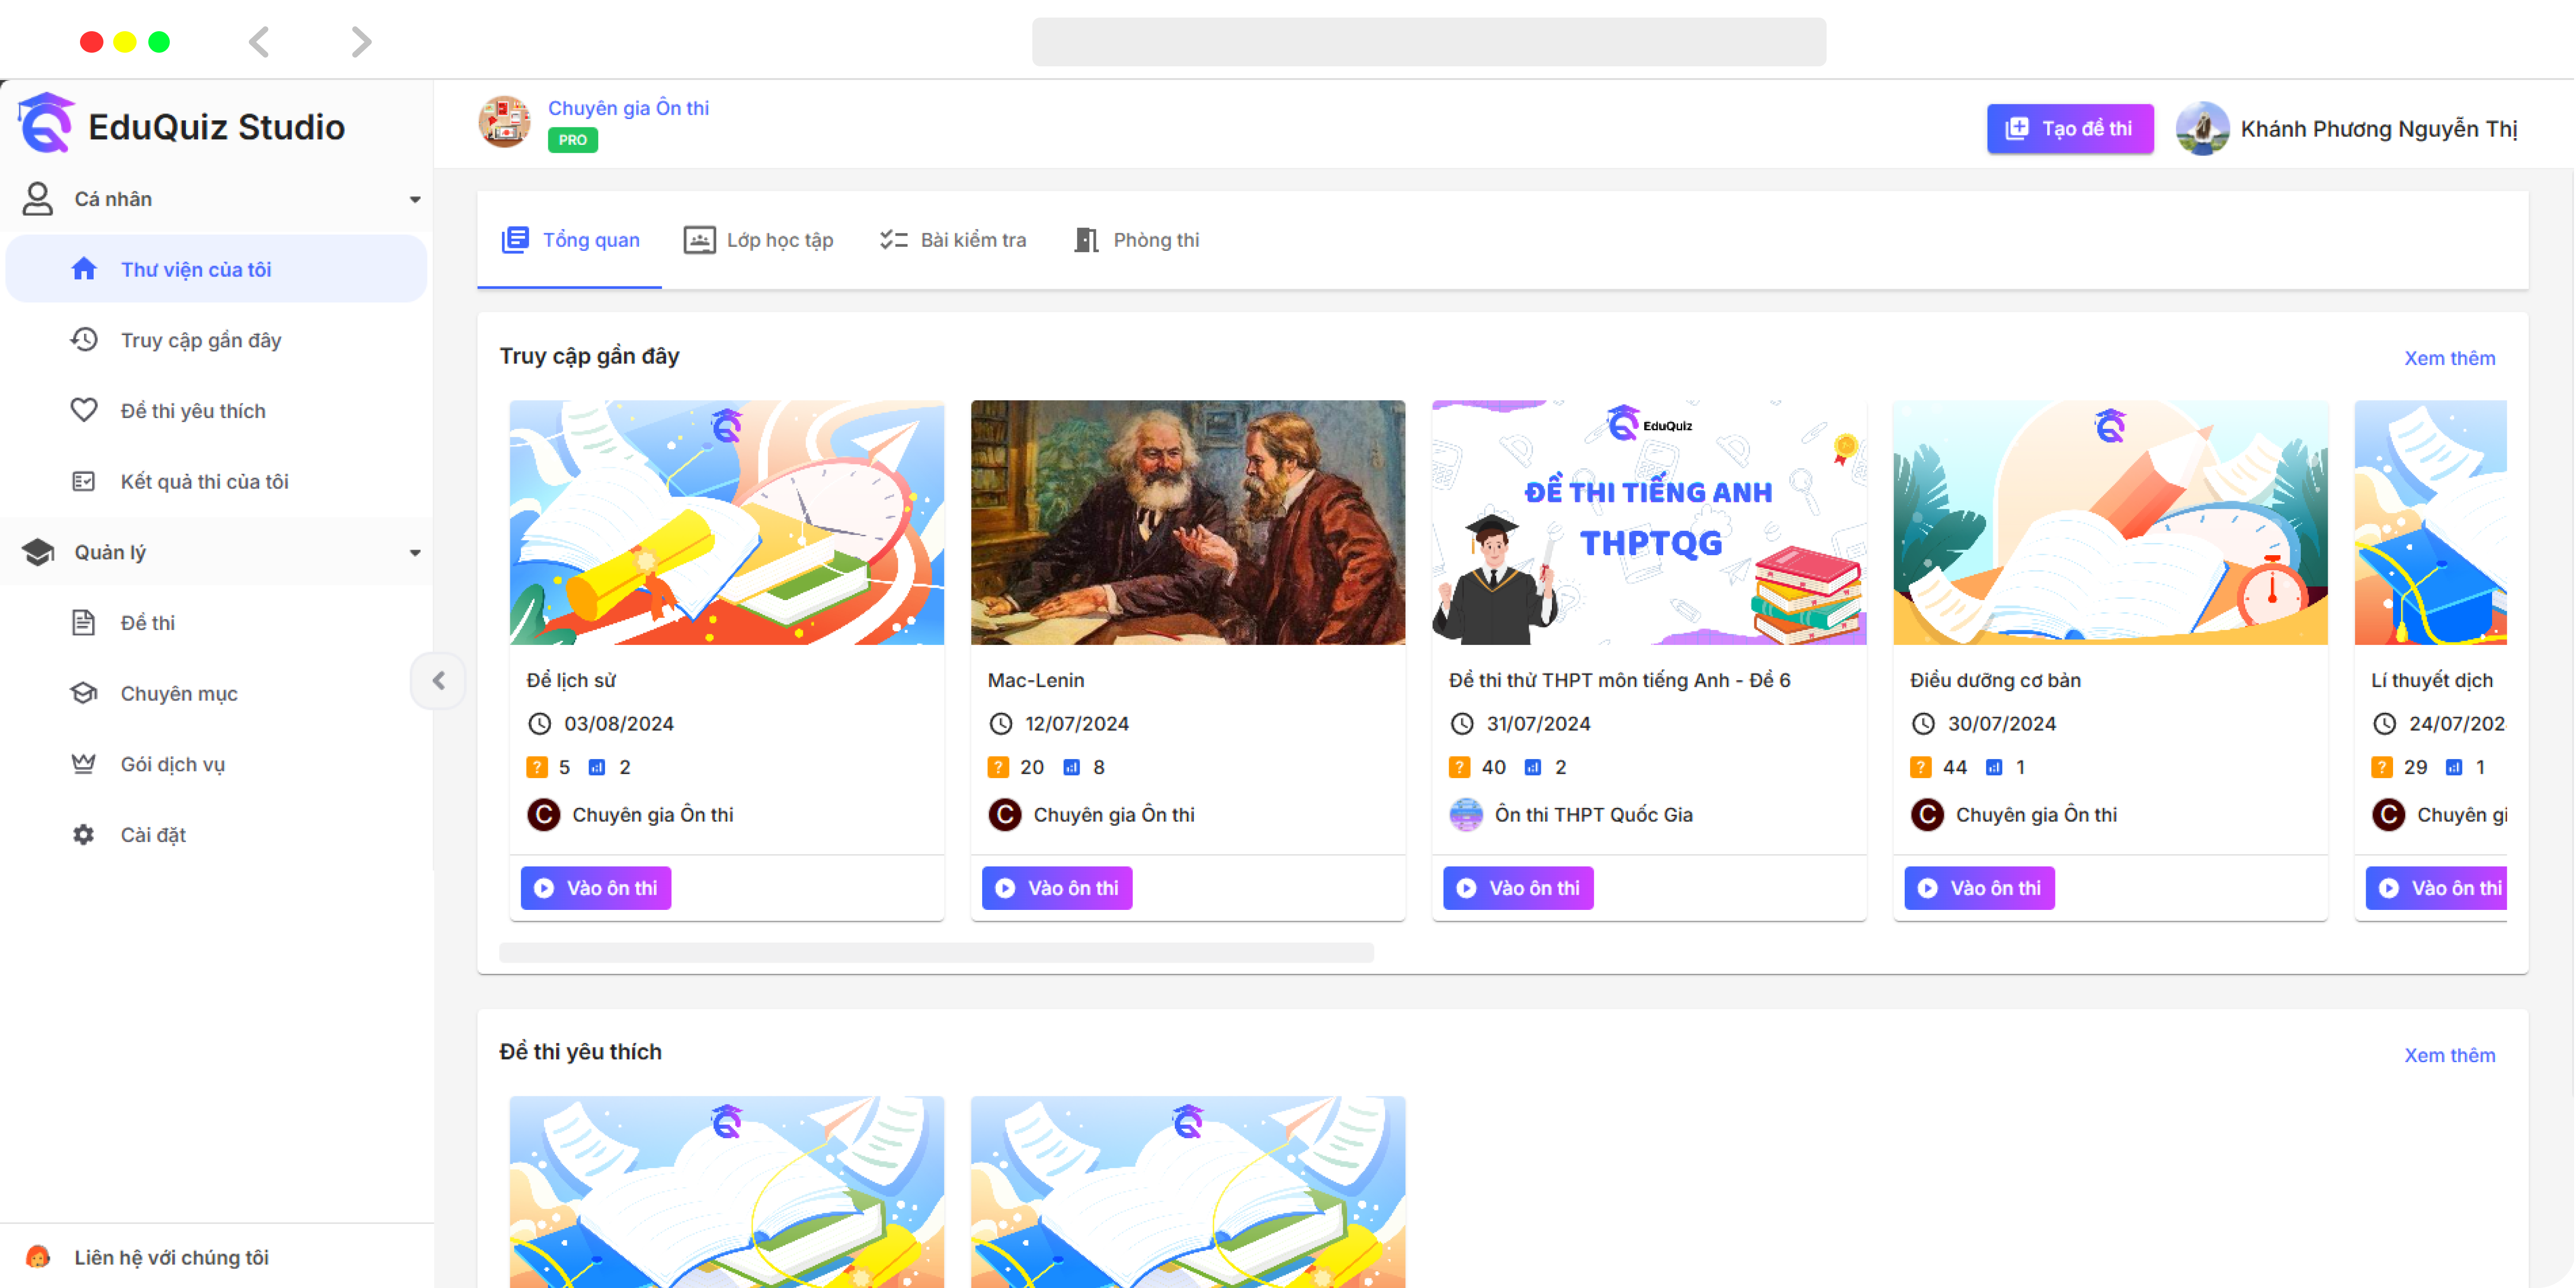 EduQuiz Studio
Cá nhân
Thư viện của tôi
Truy cập gần đây
Đề thi yêu thích
Kết quả thi của tôi
Quản lý
Đề thi
Chuyên mục
Gói dịch vụ
Cài đặt
Liên hệ với chúng tôi
Chuyên gia Ôn thi
PRO
Tạo đề thi
Khánh Phương Nguyễn Thị
Tổng quan
Lớp học tập
Bài kiểm tra
Phòng thi
Truy cập gần đây
Xem thêm
Đề lịch sử
03/08/2024
? 5 2
C Chuyên gia Ôn thi
Vào ôn thi
Mac-Lenin
12/07/2024
? 20 8
C Chuyên gia Ôn thi
Vào ôn thi
EduQuiz
ĐỀ THI TIẾNG ANH
THPTQG
Đề thi thử THPT môn tiếng Anh - Đề 6
31/07/2024
? 40 2
Ôn thi THPT Quốc Gia
Vào ôn thi
Điều dưỡng cơ bản
30/07/2024
? 44 1
C Chuyên gia Ôn thi
Vào ôn thi
Lí thuyết dịch
24/07/202
? 29 1
C Chuyên gi
Vào ôn thi
Đề thi yêu thích
Xem thêm